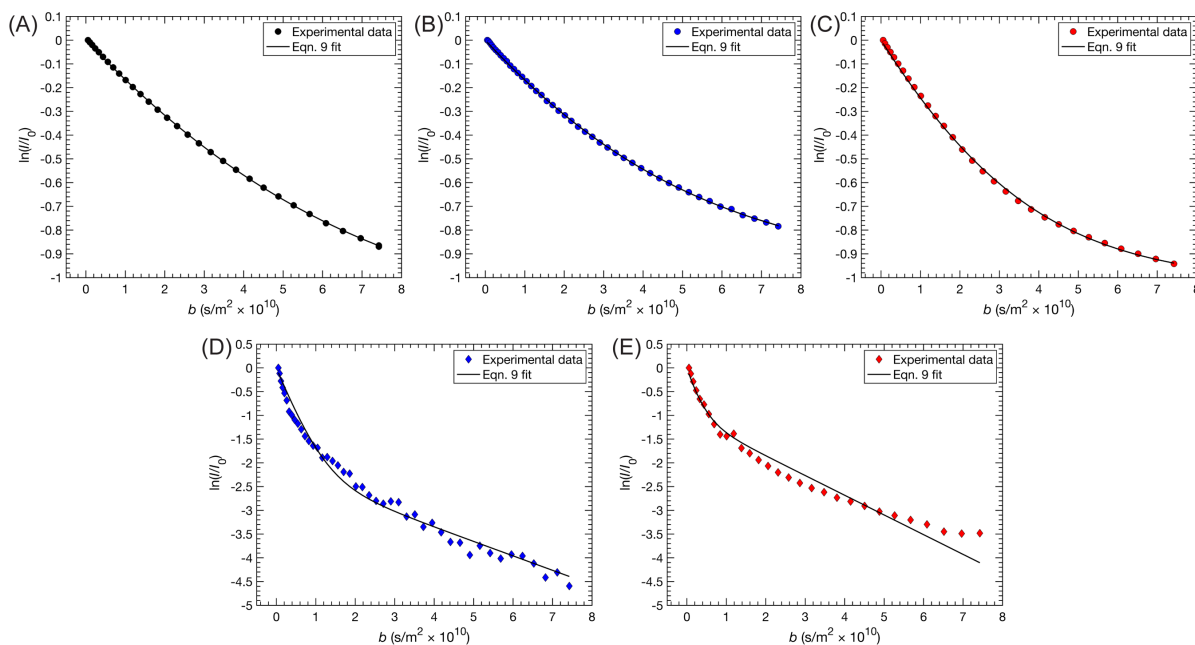 (A)
0.1
0
-0.1
-0.2
-0.3
-0.4
-0.5
-0.6
-0.7
-0.8
-0.9
-1
ln(I/I₀)
Experimental data
Eqn. 9 fit
0 1 2 3 4 5 6 7 8
b (s/m² × 10¹⁰)
(B)
0.1
0
-0.1
-0.2
-0.3
-0.4
-0.5
-0.6
-0.7
-0.8
-0.9
-1
ln(I/I₀)
Experimental data
Eqn. 9 fit
0 1 2 3 4 5 6 7 8
b (s/m² × 10¹⁰)
(C)
0.1
0
-0.1
-0.2
-0.3
-0.4
-0.5
-0.6
-0.7
-0.8
-0.9
-1
ln(I/I₀)
Experimental data
Eqn. 9 fit
0 1 2 3 4 5 6 7 8
b (s/m² × 10¹⁰)
(D)
0.5
0
-0.5
-1
-1.5
-2
-2.5
-3
-3.5
-4
-4.5
-5
ln(I/I₀)
Experimental data
Eqn. 9 fit
0 1 2 3 4 5 6 7 8
b (s/m² × 10¹⁰)
(E)
0.5
0
-0.5
-1
-1.5
-2
-2.5
-3
-3.5
-4
-4.5
-5
ln(I/I₀)
Experimental data
Eqn. 9 fit
0 1 2 3 4 5 6 7 8
b (s/m² × 10¹⁰)